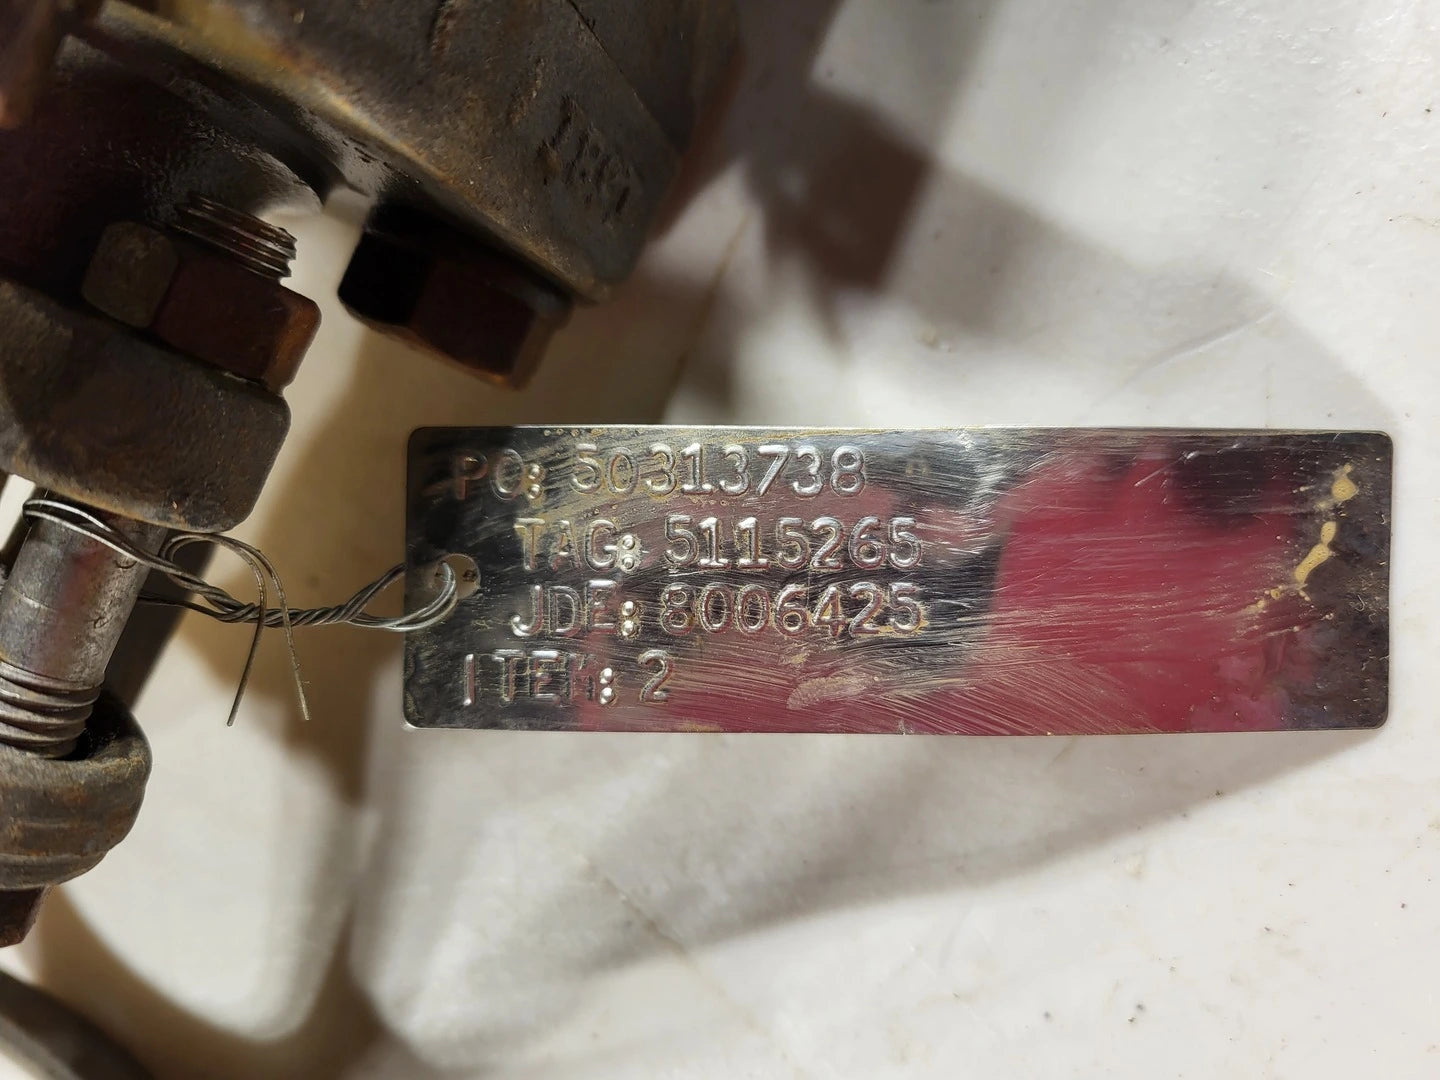 PO: 50313738
TAG: 5115265
JDE: 8006425
ITEM: 2